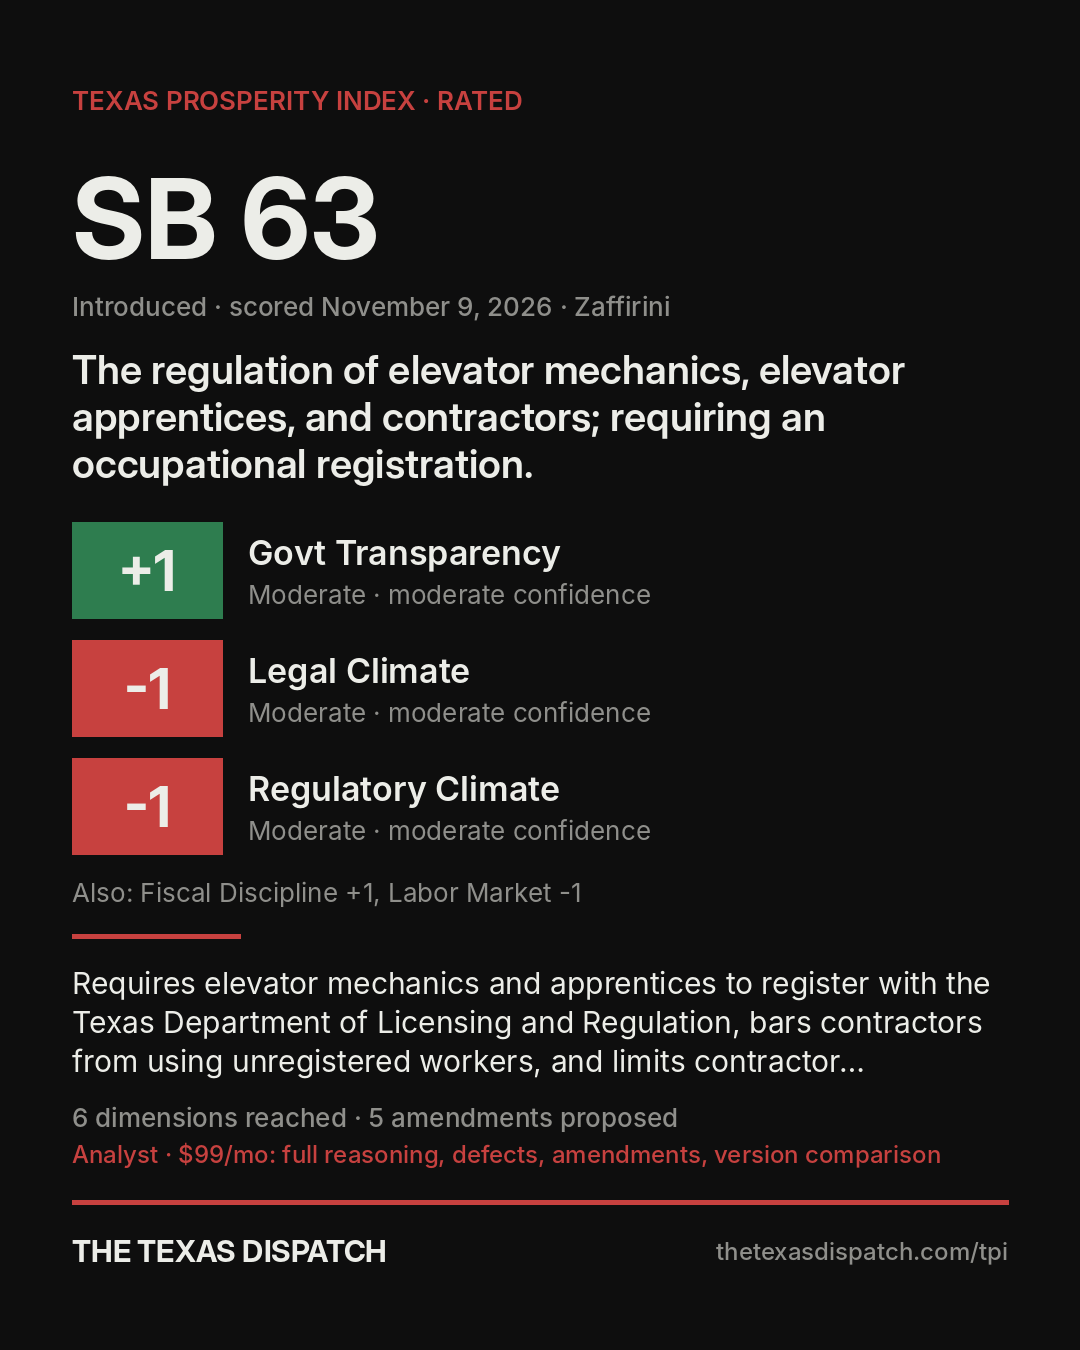 TEXAS PROSPERITY INDEX · RATED
SB 63
Introduced · scored November 9, 2026 · Zaffirini
The regulation of elevator mechanics, elevator
apprentices, and contractors; requiring an
occupational registration.
+1
Govt Transparency
Moderate · moderate confidence
-1
Legal Climate
Moderate · moderate confidence
-1
Regulatory Climate
Moderate · moderate confidence
Also: Fiscal Discipline +1, Labor Market -1
Requires elevator mechanics and apprentices to register with the
Texas Department of Licensing and Regulation, bars contractors
from using unregistered workers, and limits contractor...
6 dimensions reached · 5 amendments proposed
Analyst · $99/mo: full reasoning, defects, amendments, version comparison
THE TEXAS DISPATCH
thetexasdispatch.com/tpi